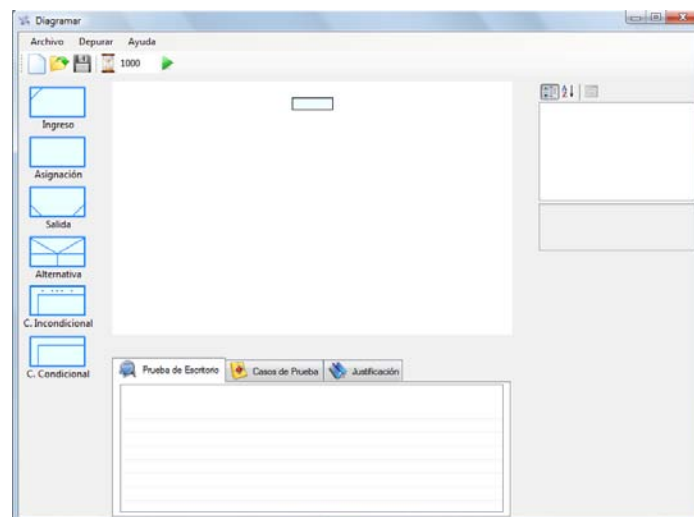 Diagramar
Archivo Depurar Ayuda
1000
Ingreso
Asignación
Salida
Alternativa
C. Incondicional
C. Condicional
Prueba de Escritorio Casos de Prueba Justificación